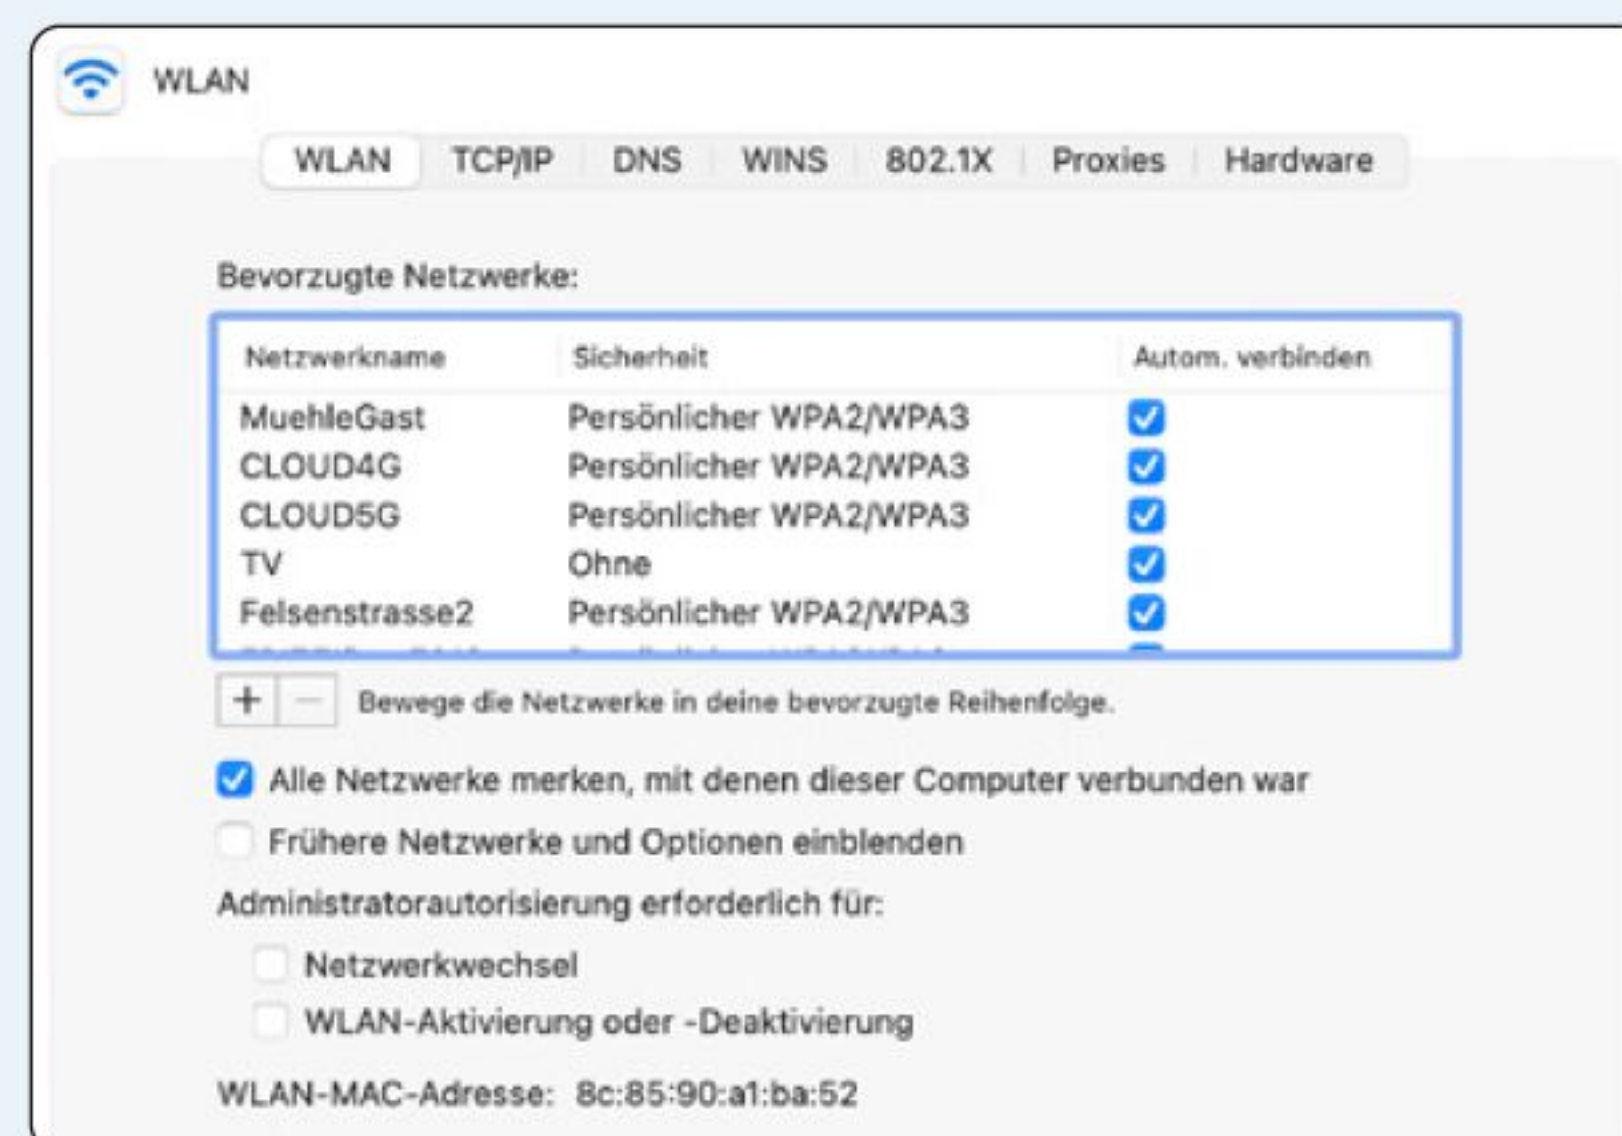 WLAN
WLAN TCP/IP DNS WINS 802.1X Proxies Hardware
Bevorzugte Netzwerke:
Netzwerkname Sicherheit Autom. verbinden
MuehleGast Persönlicher WPA2/WPA3
CLOUD4G Persönlicher WPA2/WPA3
CLOUD5G Persönlicher WPA2/WPA3
TV Ohne
Felsenstrasse2 Persönlicher WPA2/WPA3
+ − Bewege die Netzwerke in deine bevorzugte Reihenfolge.
Alle Netzwerke merken, mit denen dieser Computer verbunden war
Frühere Netzwerke und Optionen einblenden
Administratorautorisierung erforderlich für:
Netzwerkwechsel
WLAN-Aktivierung oder -Deaktivierung
WLAN-MAC-Adresse: 8c:85:90:a1:ba:52